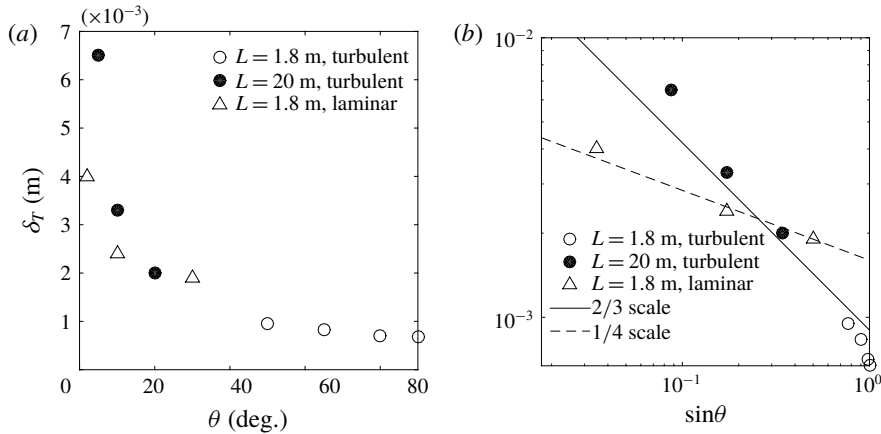 (a)
(×10⁻³)
7
6
5
4
3
2
1
0
20
40
60
80
δ_T (m)
θ (deg.)
L = 1.8 m, turbulent
L = 20 m, turbulent
L = 1.8 m, laminar
(b)
10⁻²
10⁻³
10⁻¹
10⁰
sinθ
L = 1.8 m, turbulent
L = 20 m, turbulent
L = 1.8 m, laminar
2/3 scale
1/4 scale